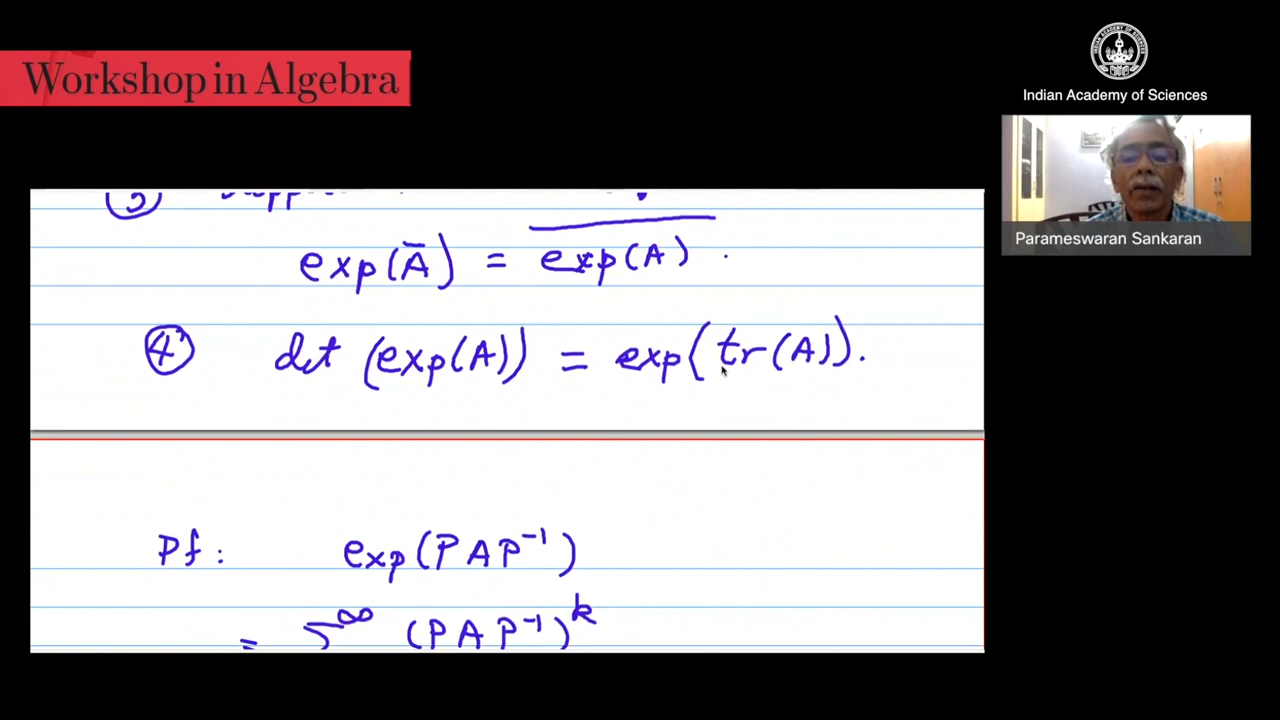 Workshop in Algebra
Indian Academy of Sciences
Parameswaran Sankaran
exp(Ā) = \overline{exp(A)} .
④ det (exp(A)) = exp(tr(A)).
Pf : exp(PAP⁻¹)
= Σ^∞ (PAP⁻¹)^k